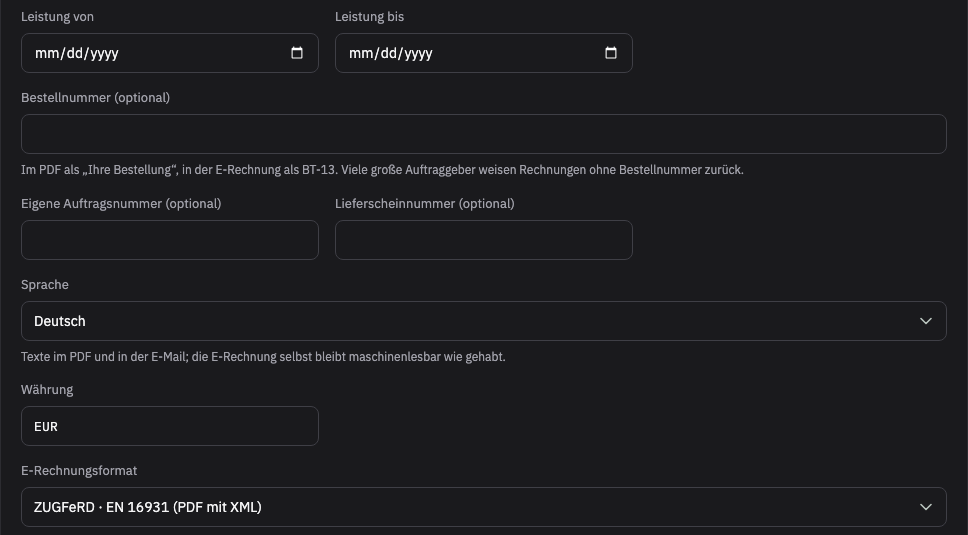 Leistung von
Leistung bis
mm/dd/yyyy
mm/dd/yyyy
Bestellnummer (optional)
Im PDF als „Ihre Bestellung“, in der E-Rechnung als BT-13. Viele große Auftraggeber weisen Rechnungen ohne Bestellnummer zurück.
Eigene Auftragsnummer (optional)
Lieferscheinnummer (optional)
Sprache
Deutsch
Texte im PDF und in der E-Mail; die E-Rechnung selbst bleibt maschinenlesbar wie gehabt.
Währung
EUR
E-Rechnungsformat
ZUGFeRD · EN 16931 (PDF mit XML)